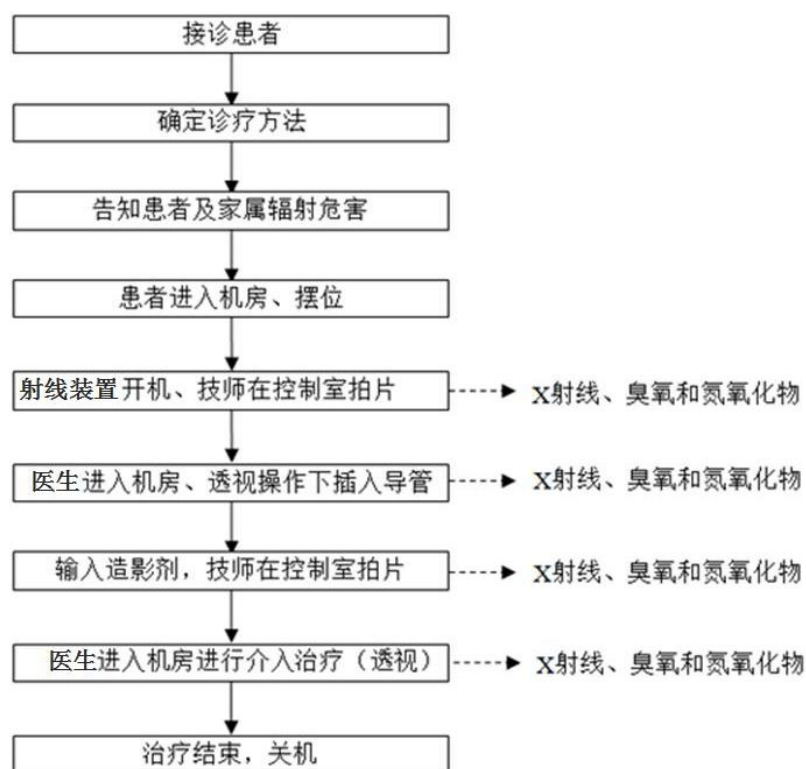 接诊患者
确定诊疗方法
告知患者及家属辐射危害
患者进入机房、摆位
射线装置开机、技师在控制室拍片
X射线、臭氧和氮氧化物
医生进入机房、透视操作下插入导管
X射线、臭氧和氮氧化物
输入造影剂，技师在控制室拍片
X射线、臭氧和氮氧化物
医生进入机房进行介入治疗（透视）
X射线、臭氧和氮氧化物
治疗结束，关机